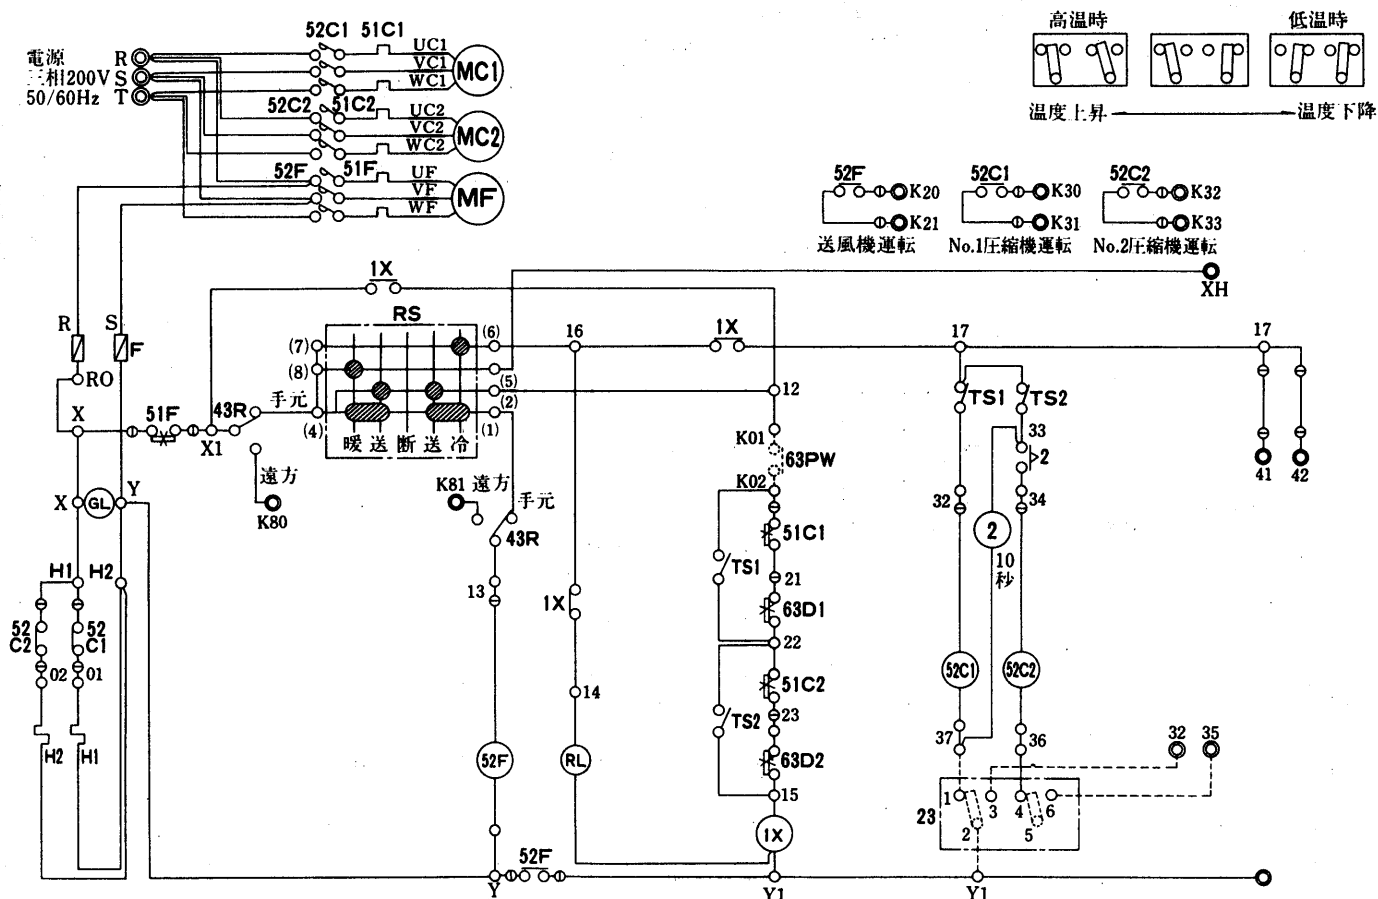 52C1 51C1
高温時 低温時
電源 R
三相200V S
50/60Hz T
UC1
VC1
WC1
MC1
52C2 51C2
UC2
VC2
WC2
MC2
52F 51F
UF
VF
WF
MF
温度上昇 温度下降
52F
K20
K21
送風機運転
52C1
K30
K31
No.1圧縮機運転
52C2
K32
K33
No.2圧縮機運転
XH
1X
RS
R S
F
RO
X
51F
X1
43R
手元
(7)
(8)
(4)
(6)
(5)
(2)
(1)
暖 送 断 送 冷
16
1X
17
17
12
TS1
TS2
K01
63PW
K02
33
2
41
42
遠方
K80
K81 遠方
手元
43R
X
GL
Y
32
34
2
10
秒
51C1
TS1
21
63D1
22
H1 H2
13
1X
52
C2
52
C1
02
01
14
51C2
TS2
23
63D2
15
52C1
52C2
H2
H1
52F
RL
37
36
32 35
23
1
2
3
4
5
6
1X
52F
Y
Y1
Y1